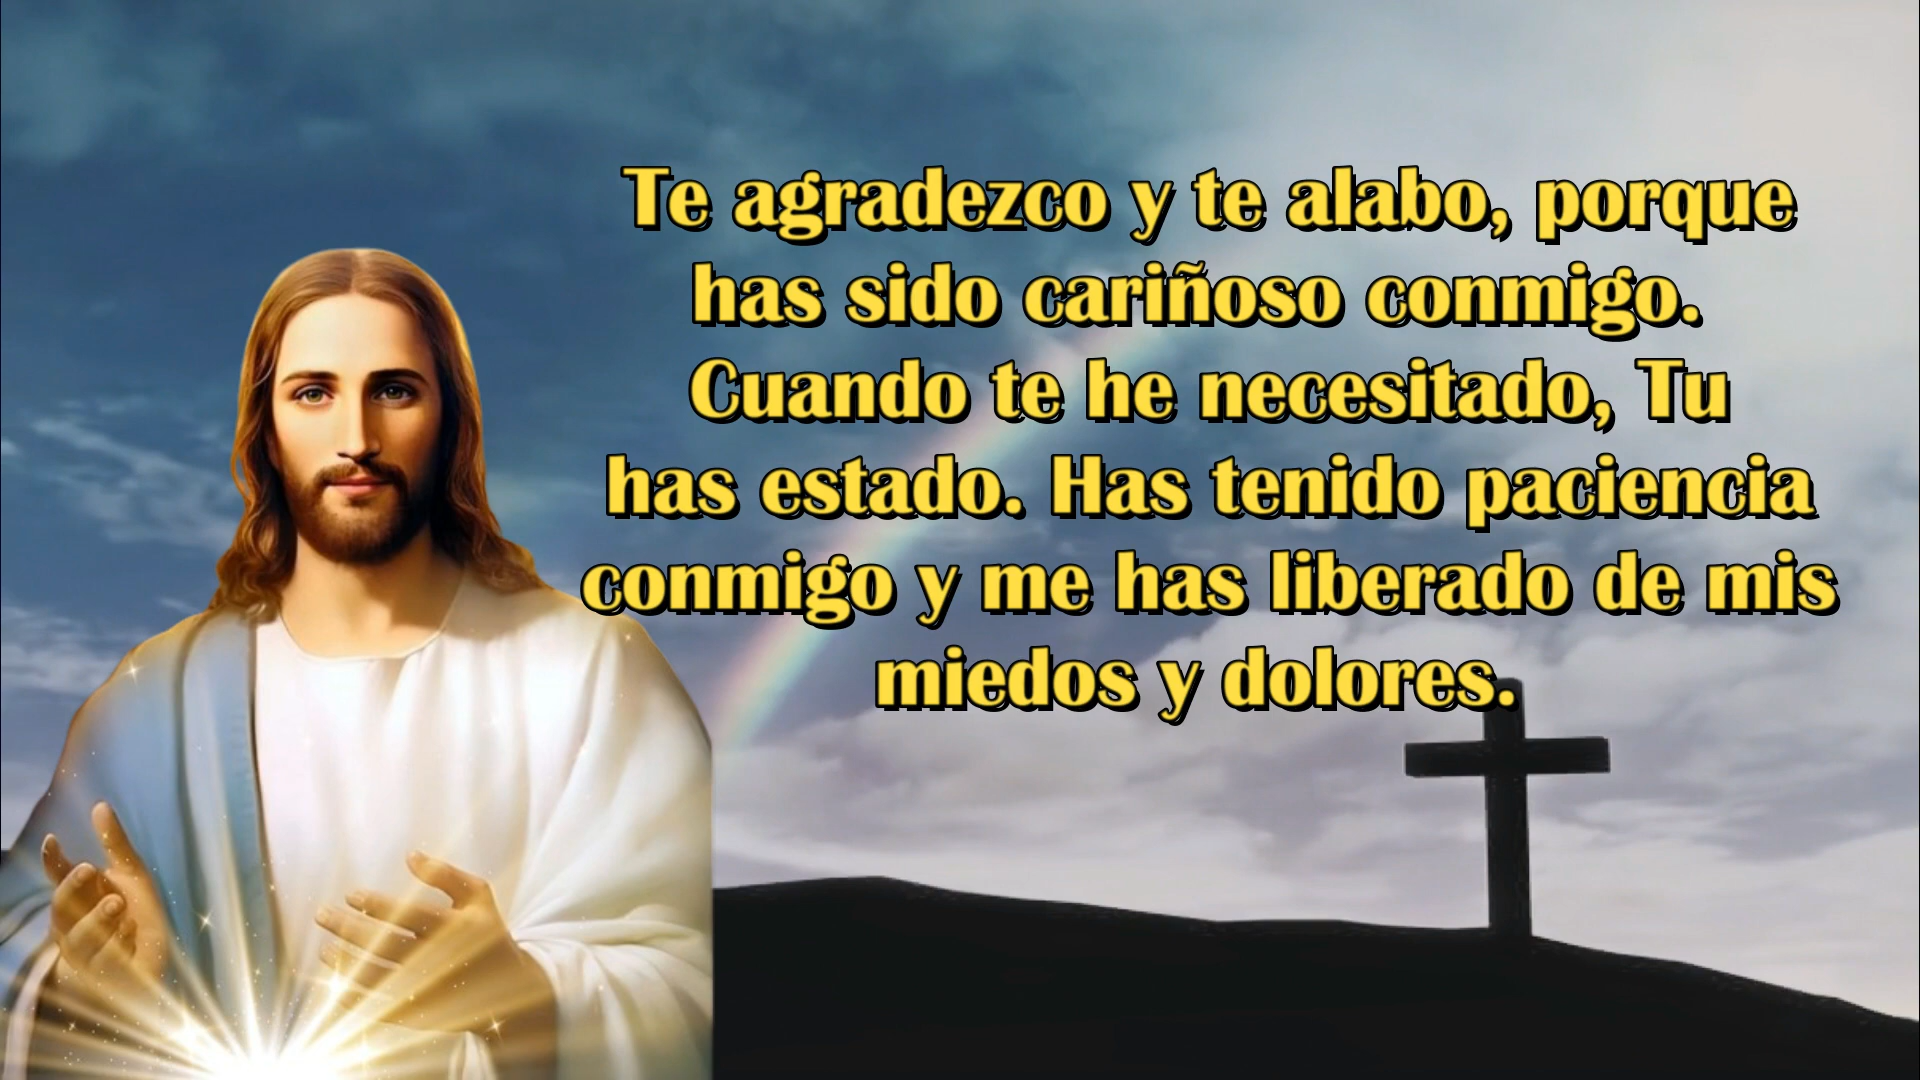 Te agradezco y te alabo, porque
has sido cariñoso conmigo.
Cuando te he necesitado, Tu
has estado. Has tenido paciencia
conmigo y me has liberado de mis
miedos y dolores.